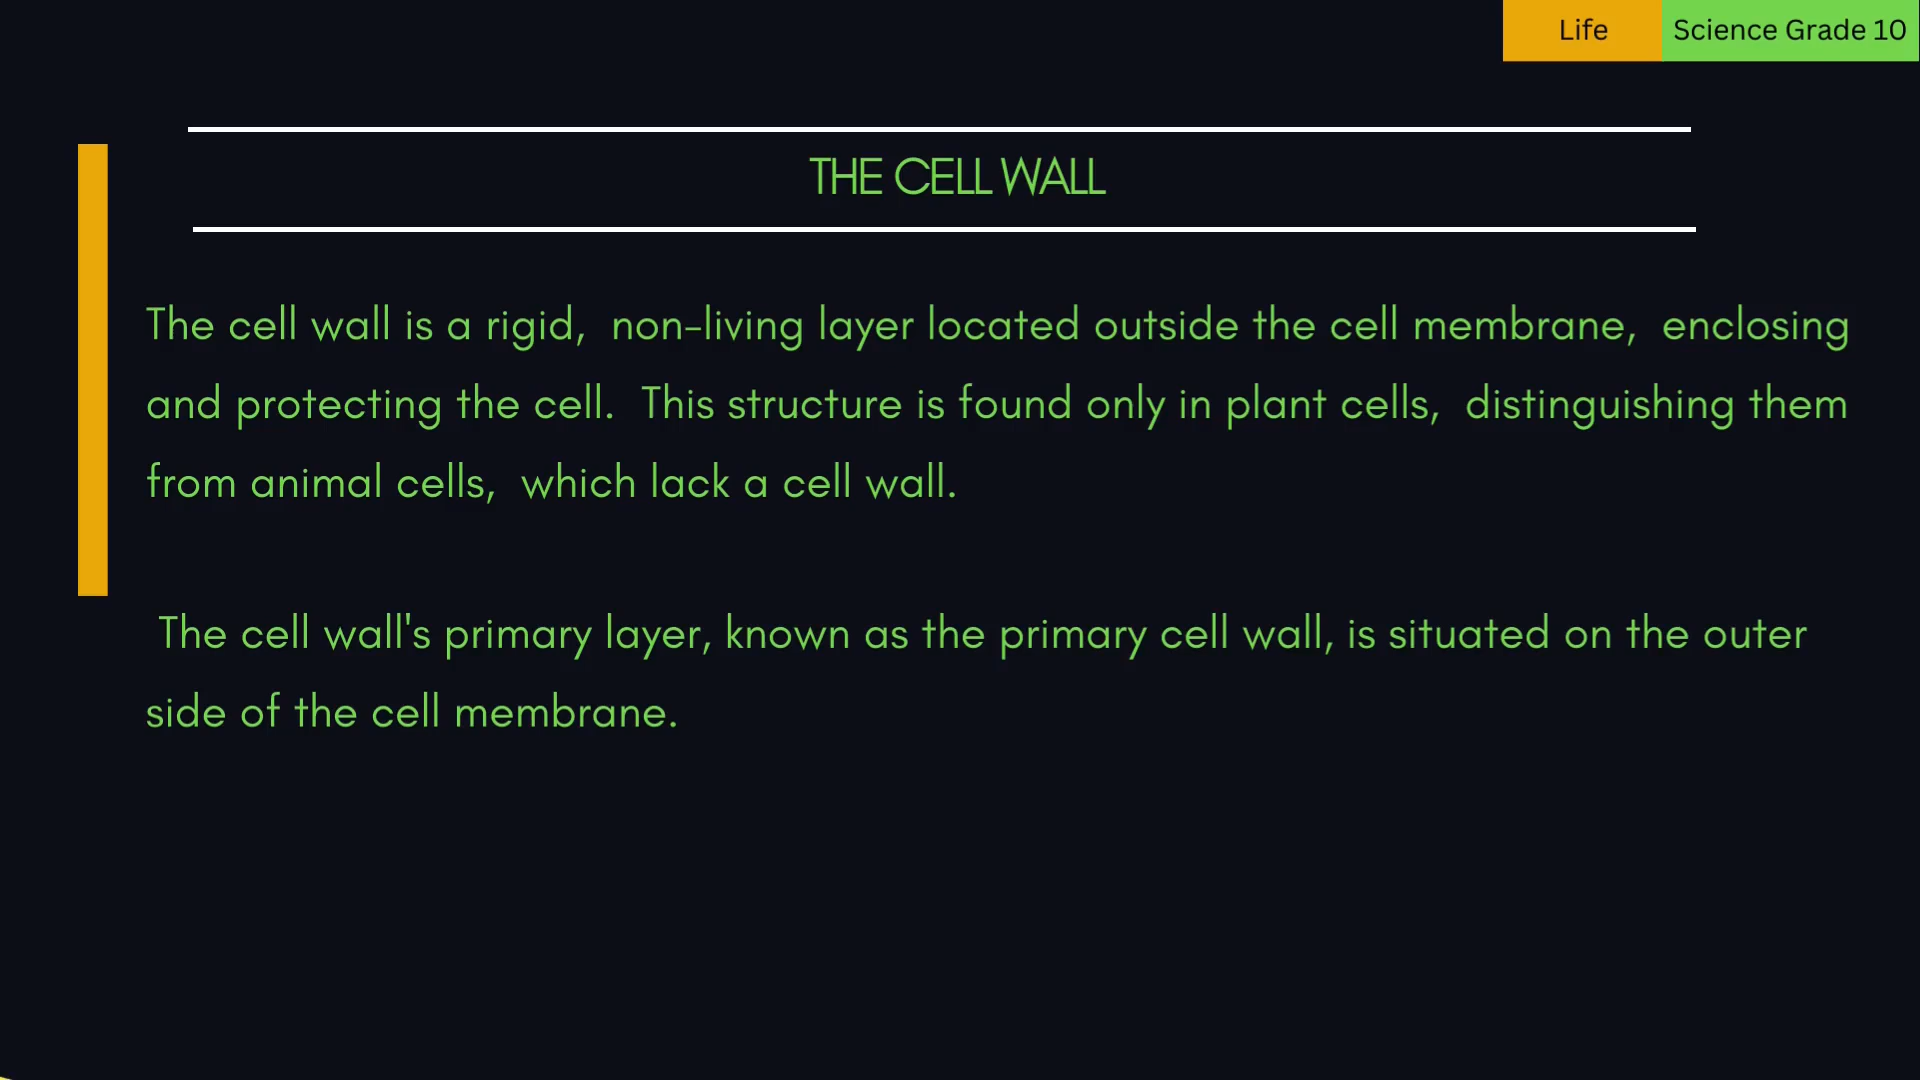 Life Science Grade 10
THE CELL WALL
The cell wall is a rigid, non-living layer located outside the cell membrane, enclosing
and protecting the cell. This structure is found only in plant cells, distinguishing them
from animal cells, which lack a cell wall.
The cell wall's primary layer, known as the primary cell wall, is situated on the outer
side of the cell membrane.